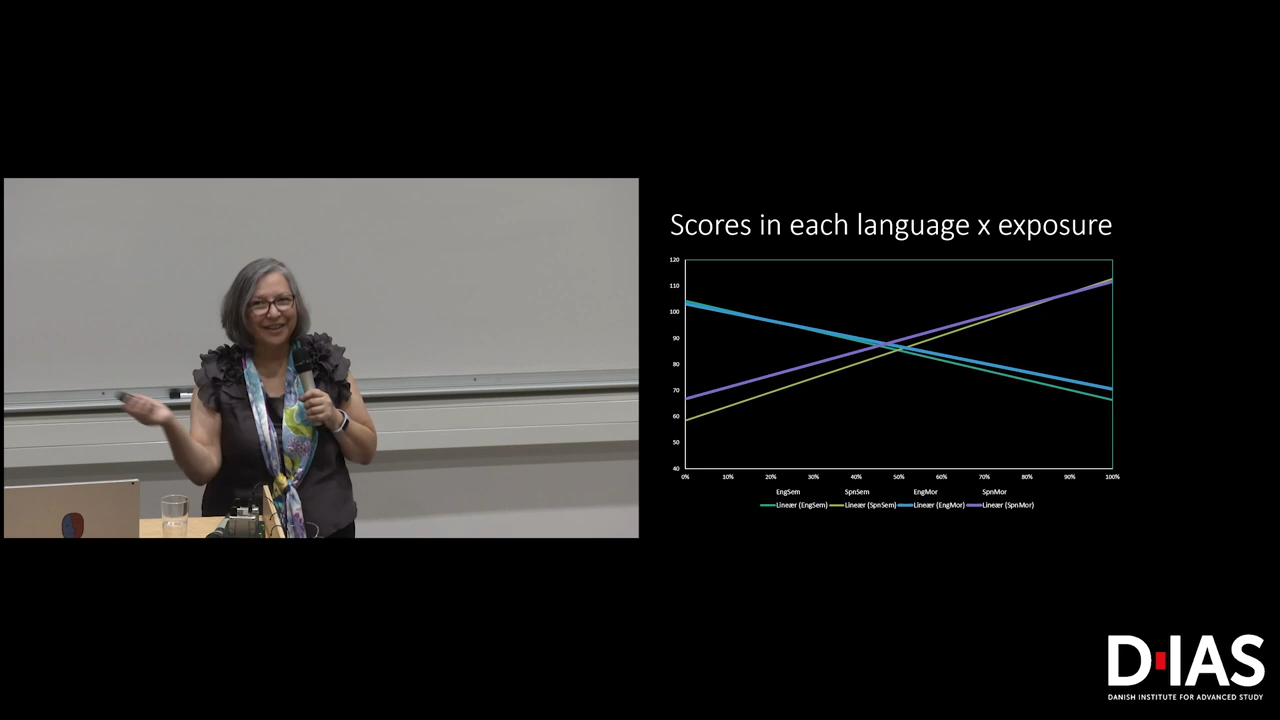 Scores in each language x exposure
120
110
100
90
80
70
60
50
40
0% 10% 20% 30% 40% 50% 60% 70% 80% 90% 100%
EngSem SpnSem EngMor SpnMor
Lineær (EngSem) Lineær (SpnSem) Lineær (EngMor) Lineær (SpnMor)
D·IAS
DANISH INSTITUTE FOR ADVANCED STUDY